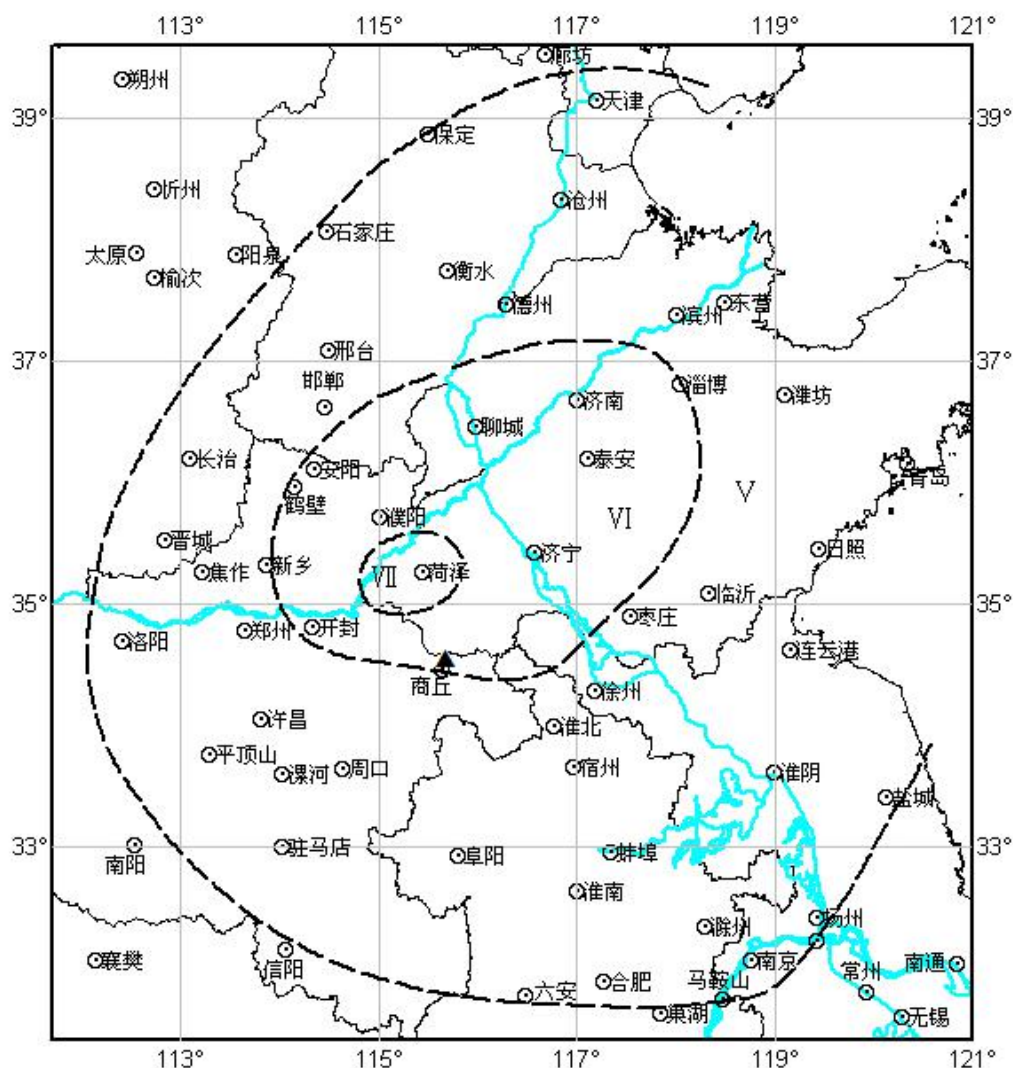 113° 115° 117° 119° 121°
廊坊
朔州
天津
39° 39°
保定
忻州
沧州
石家庄
太原 阳泉
衡水
榆次
德州
东营
滨州
37° 37°
邢台
邯郸
淄博
潍坊
济南
聊城
长治
安阳
泰安
青岛
鹤壁
V
濮阳
VI
晋城
济宁
日照
焦作
新乡
VII
菏泽
临沂
35° 35°
枣庄
洛阳
郑州
开封
连云港
商丘
徐州
许昌
淮北
平顶山
漯河
周口
宿州
淮阴
盐城
33° 33°
南阳
驻马店
阜阳
蚌埠
淮南
滁州
扬州
襄樊
信阳
南京
南通
马鞍山
常州
六安
合肥
巢湖
无锡
113° 115° 117° 119° 121°